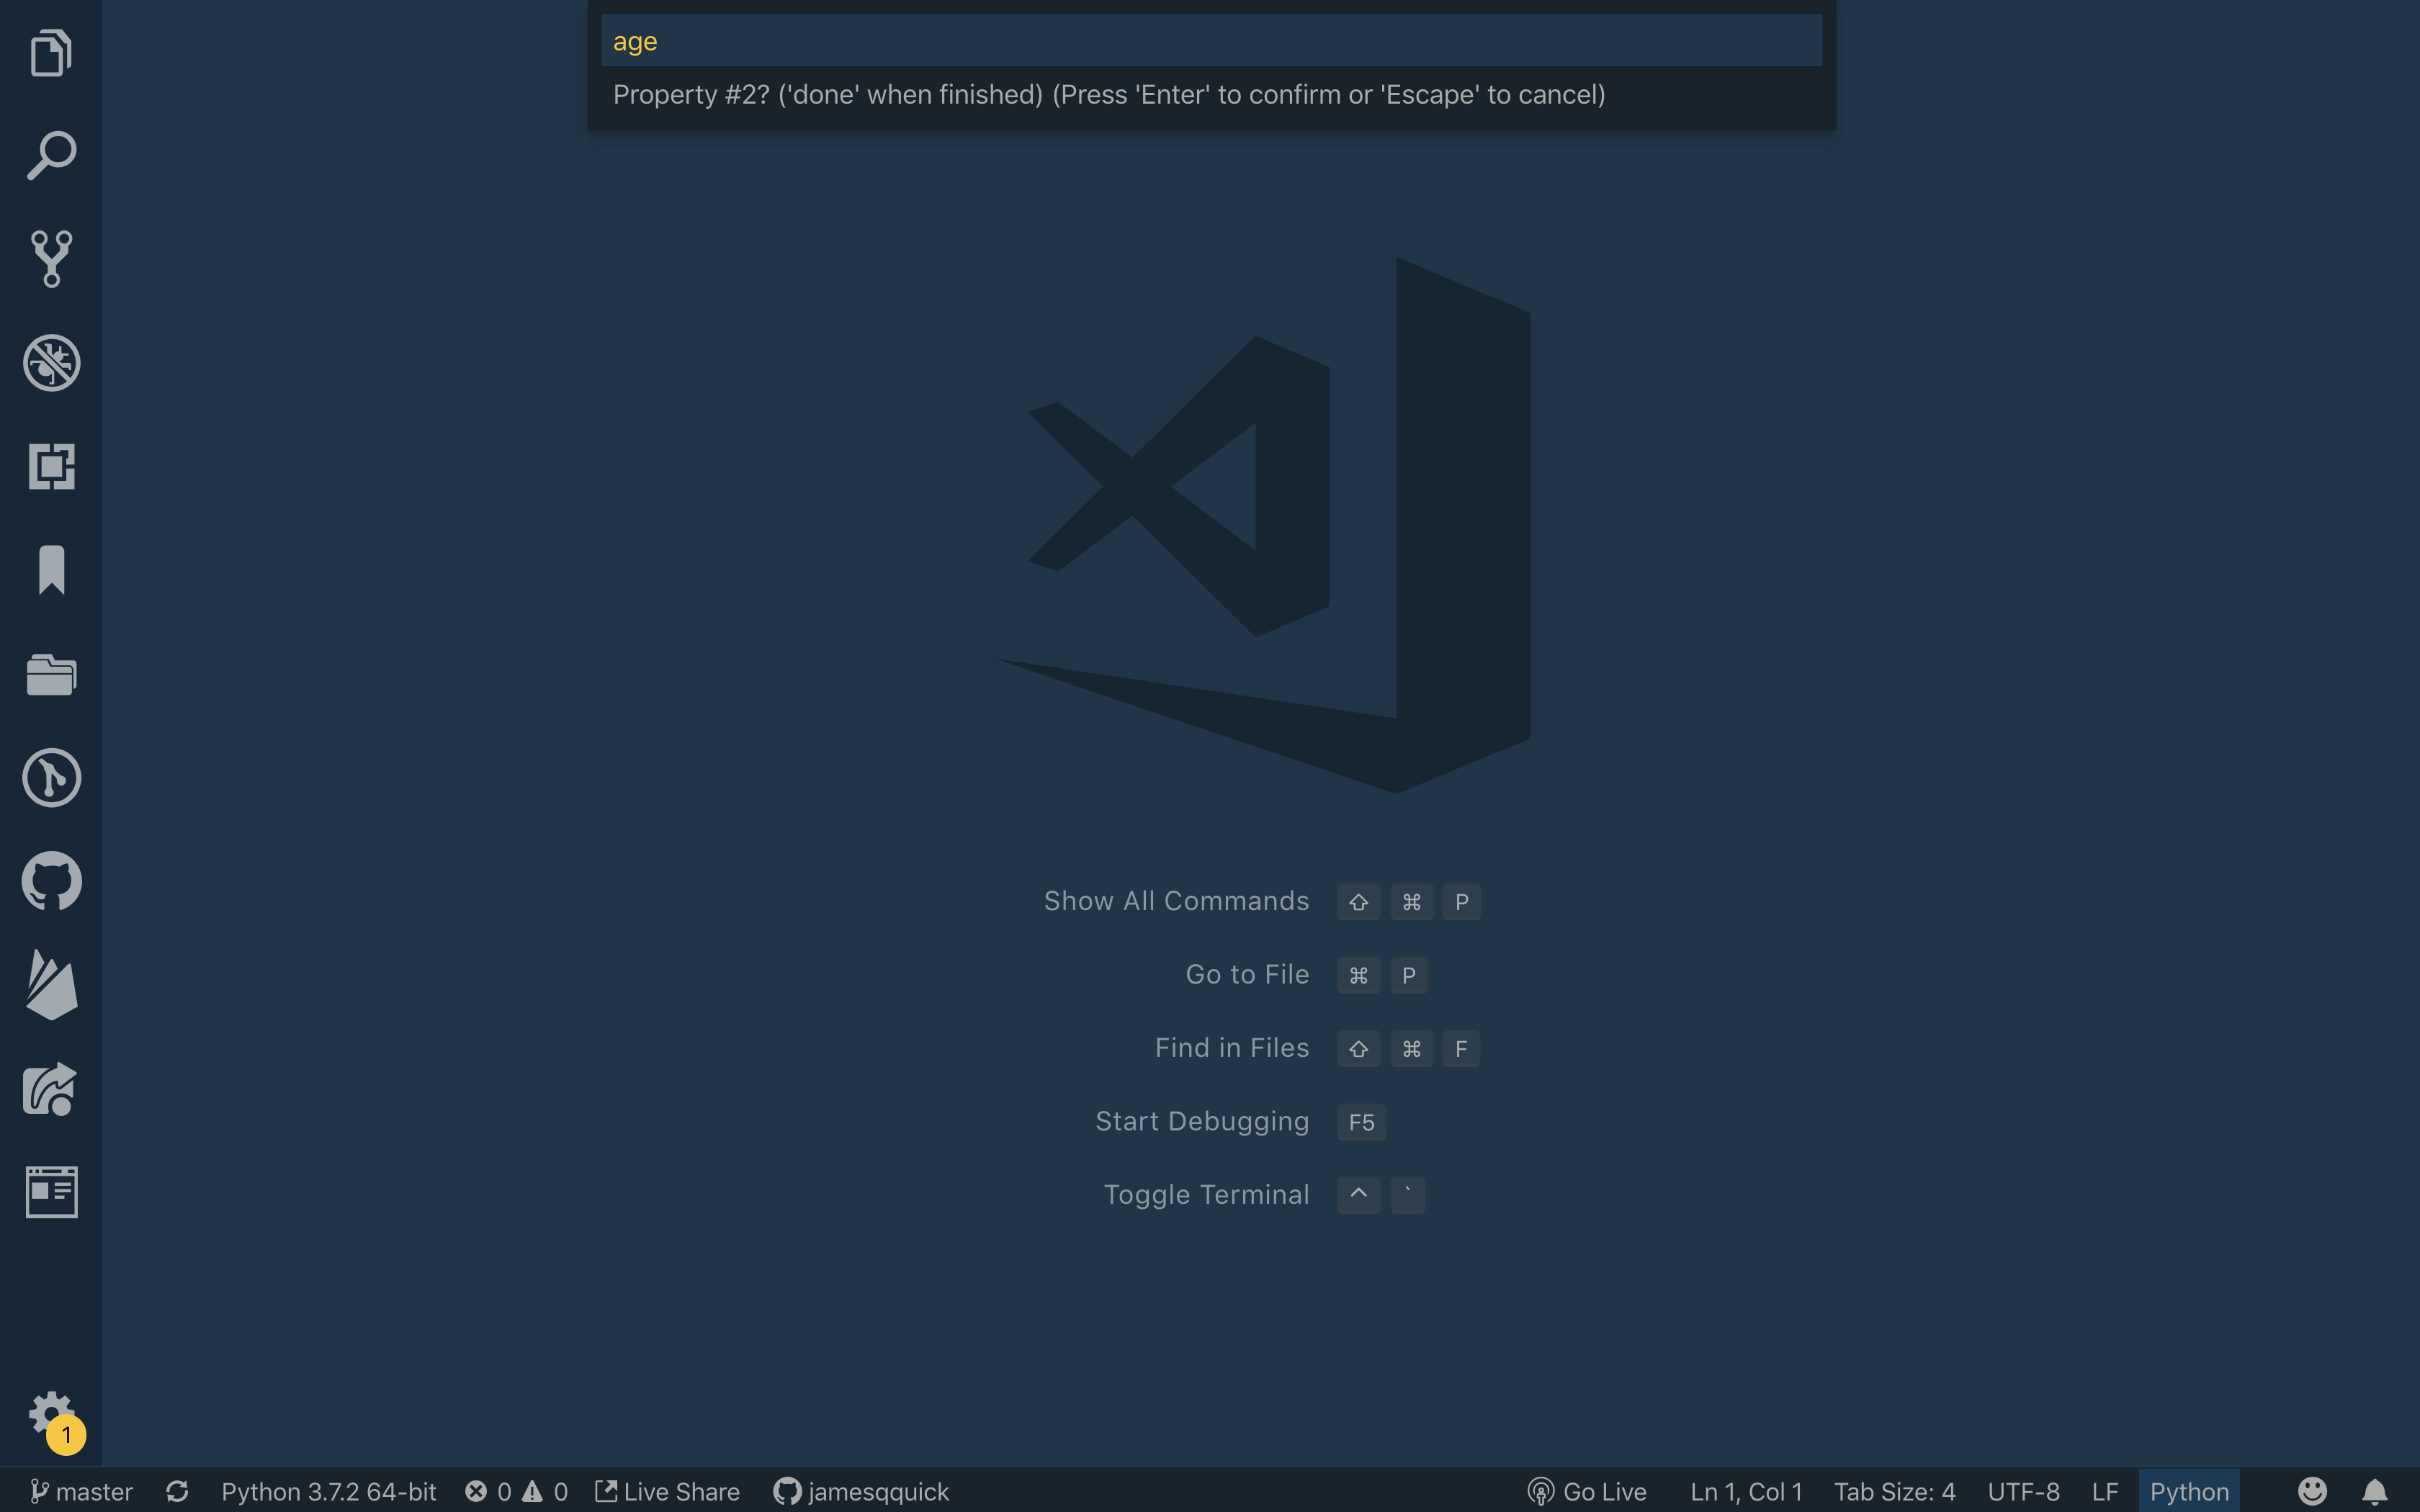 age
Property #2? ('done' when finished) (Press 'Enter' to confirm or 'Escape' to cancel)
Show All Commands ⇧ ⌘ P
Go to File ⌘ P
Find in Files ⇧ ⌘ F
Start Debugging F5
Toggle Terminal ^ `
1
master Python 3.7.2 64-bit 0 0 Live Share jamesqquick Go Live Ln 1, Col 1 Tab Size: 4 UTF-8 LF Python